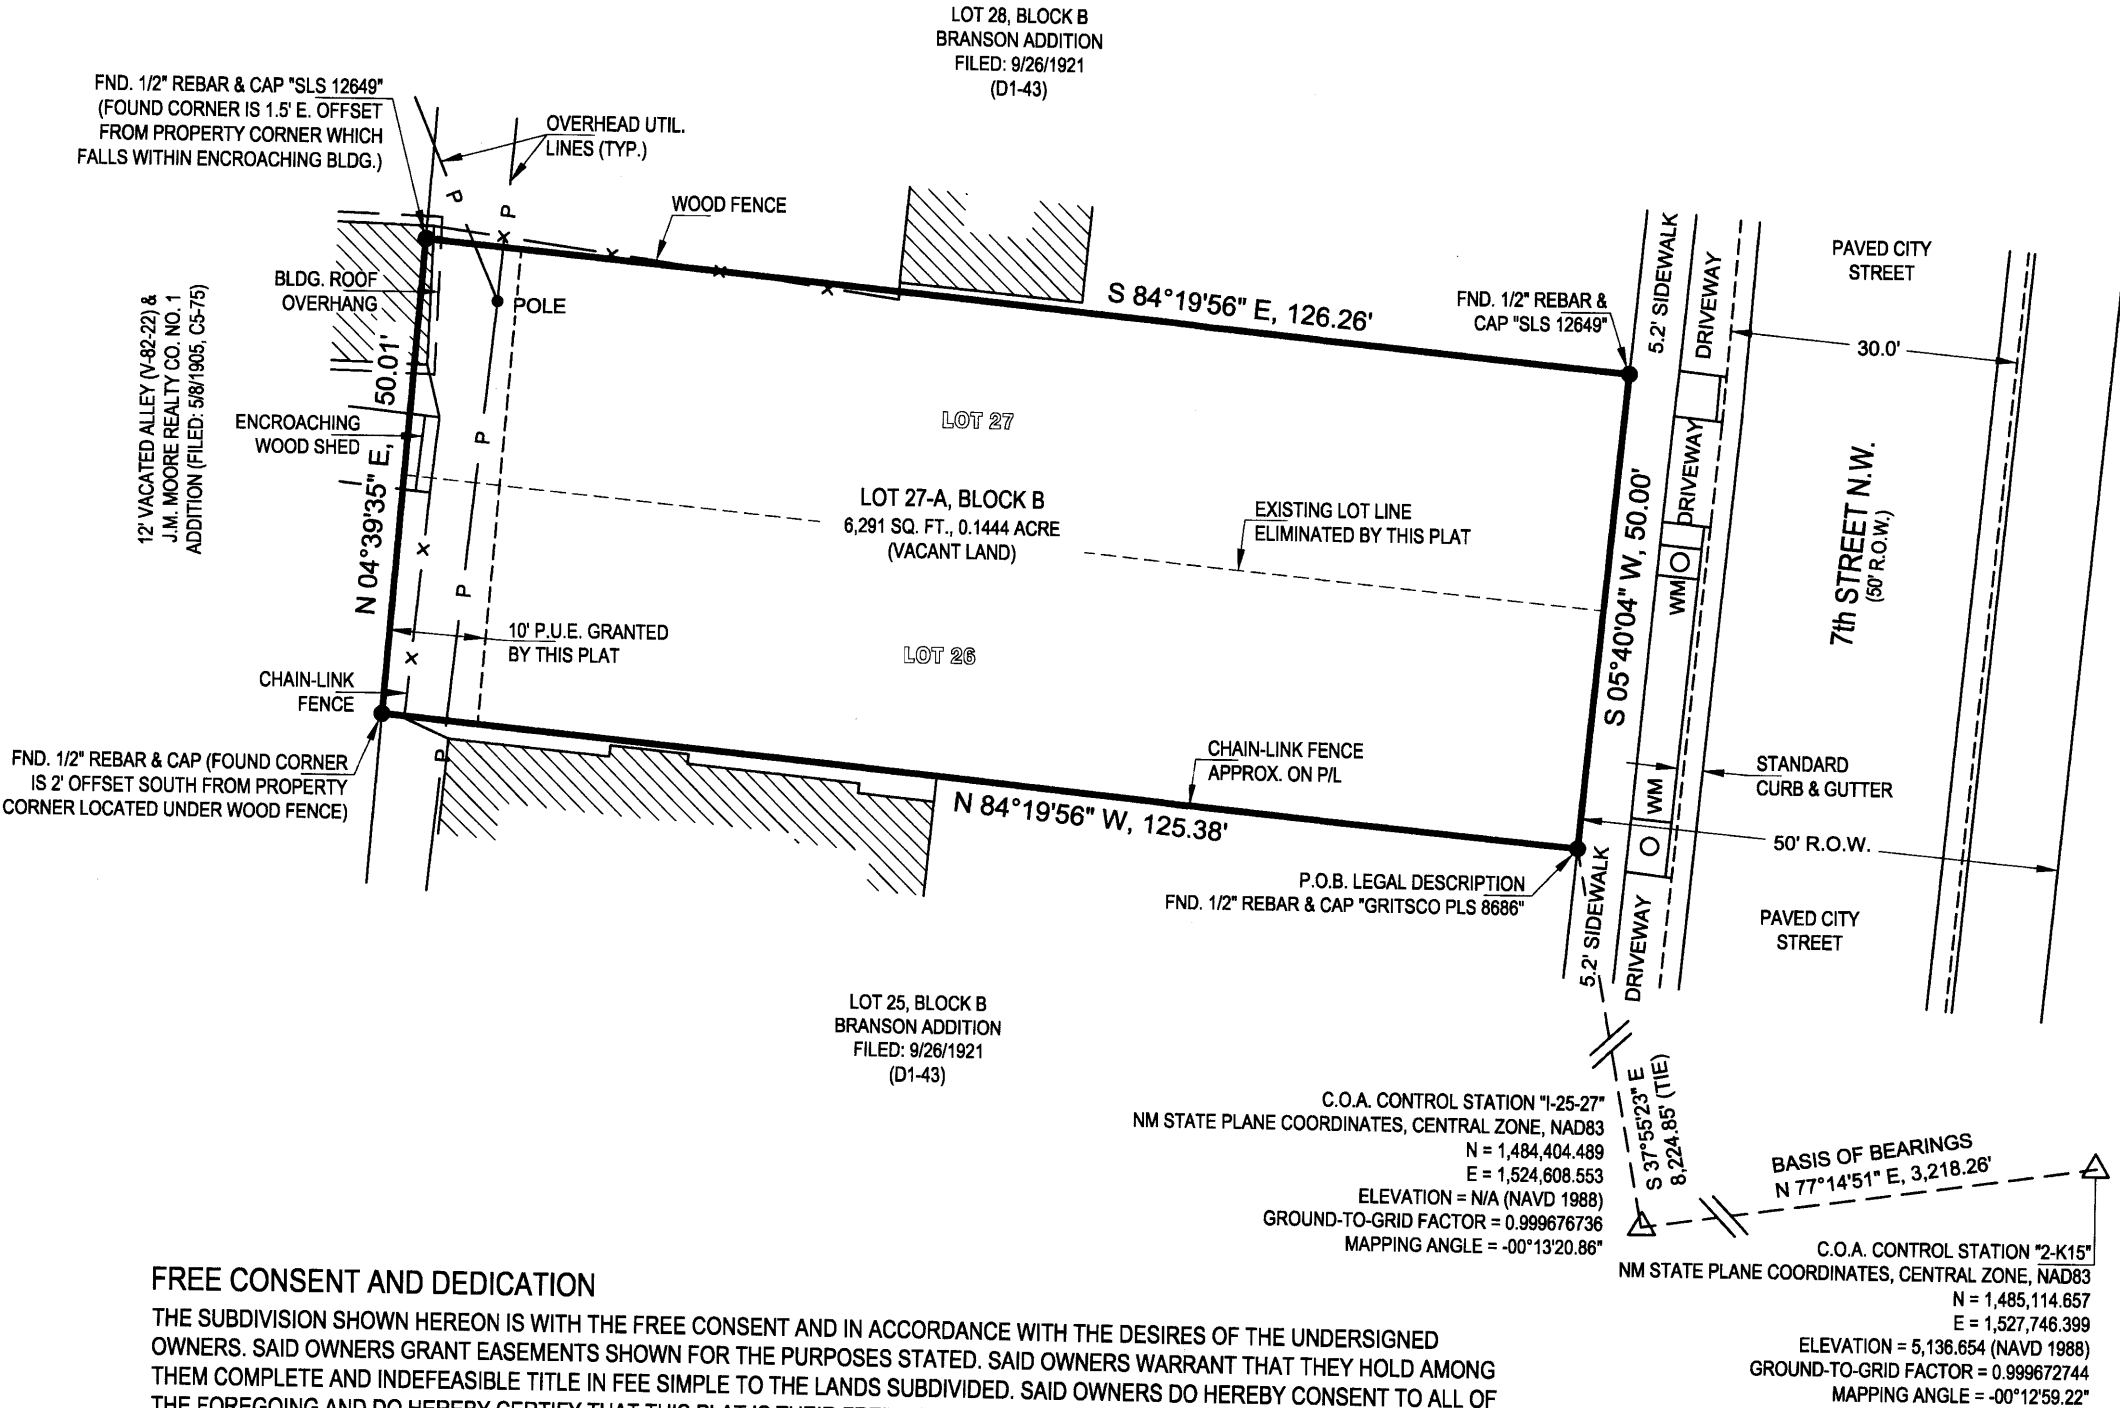 LOT 28, BLOCK B
BRANSON ADDITION
FILED: 9/26/1921
(D1-43)
FND. 1/2" REBAR & CAP "SLS 12649"
(FOUND CORNER IS 1.5' E. OFFSET
FROM PROPERTY CORNER WHICH
FALLS WITHIN ENCROACHING BLDG.)
OVERHEAD UTIL.
LINES (TYP.)
P
P
WOOD FENCE
X
X
X
X
BLDG. ROOF
OVERHANG
POLE
S 84°19'56" E, 126.26'
FND. 1/2" REBAR &
CAP "SLS 12649"
5.2' SIDEWALK
DRIVEWAY
PAVED CITY
STREET
30.0'
12' VACATED ALLEY (V-82-22) &
J.M. MOORE REALTY CO. NO. 1
ADDITION (FILED: 5/8/1905, C5-75)
N 04°39'35" E, 50.01'
ENCROACHING
WOOD SHED
P
LOT 27
LOT 27-A, BLOCK B
6,291 SQ. FT., 0.1444 ACRE
(VACANT LAND)
EXISTING LOT LINE
ELIMINATED BY THIS PLAT
DRIVEWAY
WM
7th STREET N.W.
(50' R.O.W.)
S 05°40'04" W, 50.00'
X
P
10' P.U.E. GRANTED
BY THIS PLAT
LOT 26
X
CHAIN-LINK
FENCE
P
FND. 1/2" REBAR & CAP (FOUND CORNER
IS 2' OFFSET SOUTH FROM PROPERTY
CORNER LOCATED UNDER WOOD FENCE)
CHAIN-LINK FENCE
APPROX. ON P/L
N 84°19'56" W, 125.38'
WM
STANDARD
CURB & GUTTER
50' R.O.W.
P.O.B. LEGAL DESCRIPTION
FND. 1/2" REBAR & CAP "GRITSCO PLS 8686"
5.2' SIDEWALK
DRIVEWAY
PAVED CITY
STREET
LOT 25, BLOCK B
BRANSON ADDITION
FILED: 9/26/1921
(D1-43)
S 37°55'23" E
8,224.85' (TIE)
C.O.A. CONTROL STATION "I-25-27"
NM STATE PLANE COORDINATES, CENTRAL ZONE, NAD83
N = 1,484,404.489
E = 1,524,608.553
ELEVATION = N/A (NAVD 1988)
GROUND-TO-GRID FACTOR = 0.999676736
MAPPING ANGLE = -00°13'20.86"
BASIS OF BEARINGS
N 77°14'51" E, 3,218.26'
C.O.A. CONTROL STATION "2-K15"
NM STATE PLANE COORDINATES, CENTRAL ZONE, NAD83
N = 1,485,114.657
E = 1,527,746.399
ELEVATION = 5,136.654 (NAVD 1988)
GROUND-TO-GRID FACTOR = 0.999672744
MAPPING ANGLE = -00°12'59.22"
FREE CONSENT AND DEDICATION
THE SUBDIVISION SHOWN HEREON IS WITH THE FREE CONSENT AND IN ACCORDANCE WITH THE DESIRES OF THE UNDERSIGNED
OWNERS. SAID OWNERS GRANT EASEMENTS SHOWN FOR THE PURPOSES STATED. SAID OWNERS WARRANT THAT THEY HOLD AMONG
THEM COMPLETE AND INDEFEASIBLE TITLE IN FEE SIMPLE TO THE LANDS SUBDIVIDED. SAID OWNERS DO HEREBY CONSENT TO ALL OF
THE FOREGOING AND DO HEREBY CERTIFY THAT THIS PLAT IS THEIR